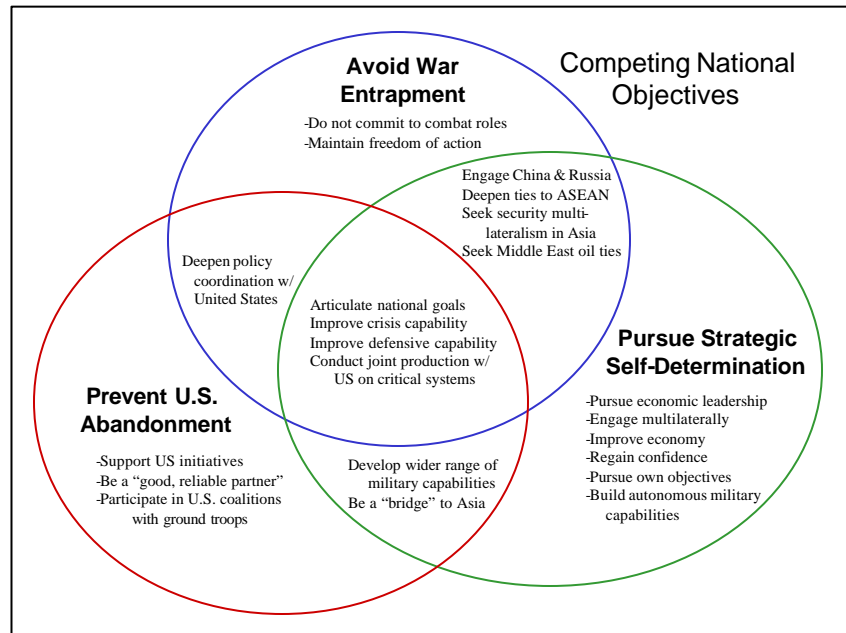 Competing National
Objectives
Avoid War
Entrapment
-Do not commit to combat roles
-Maintain freedom of action
Engage China & Russia
Deepen ties to ASEAN
Seek security multi-
lateralism in Asia
Seek Middle East oil ties
Deepen policy
coordination w/
United States
Articulate national goals
Improve crisis capability
Improve defensive capability
Conduct joint production w/
US on critical systems
Pursue Strategic
Self-Determination
-Pursue economic leadership
-Engage multilaterally
-Improve economy
-Regain confidence
-Pursue own objectives
-Build autonomous military
capabilities
Prevent U.S.
Abandonment
-Support US initiatives
-Be a “good, reliable partner”
-Participate in U.S. coalitions
with ground troops
Develop wider range of
military capabilities
Be a “bridge” to Asia